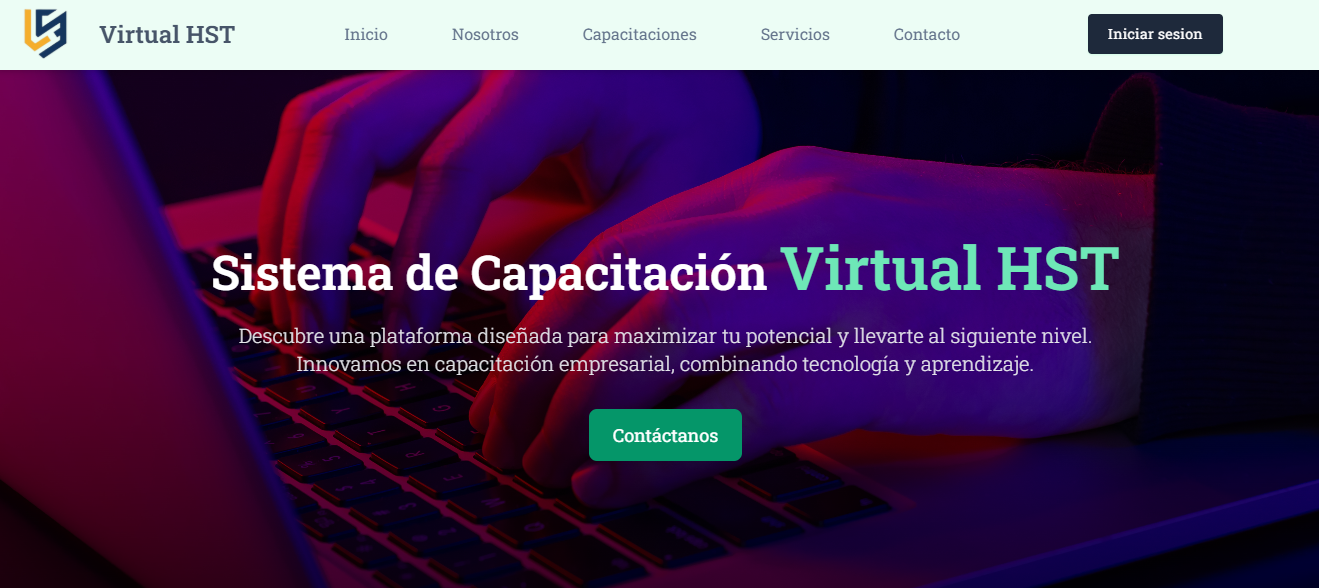 Virtual HST
Inicio
Nosotros
Capacitaciones
Servicios
Contacto
Iniciar sesion
Sistema de Capacitación Virtual HST
Descubre una plataforma diseñada para maximizar tu potencial y llevarte al siguiente nivel.
Innovamos en capacitación empresarial, combinando tecnología y aprendizaje.
Contáctanos